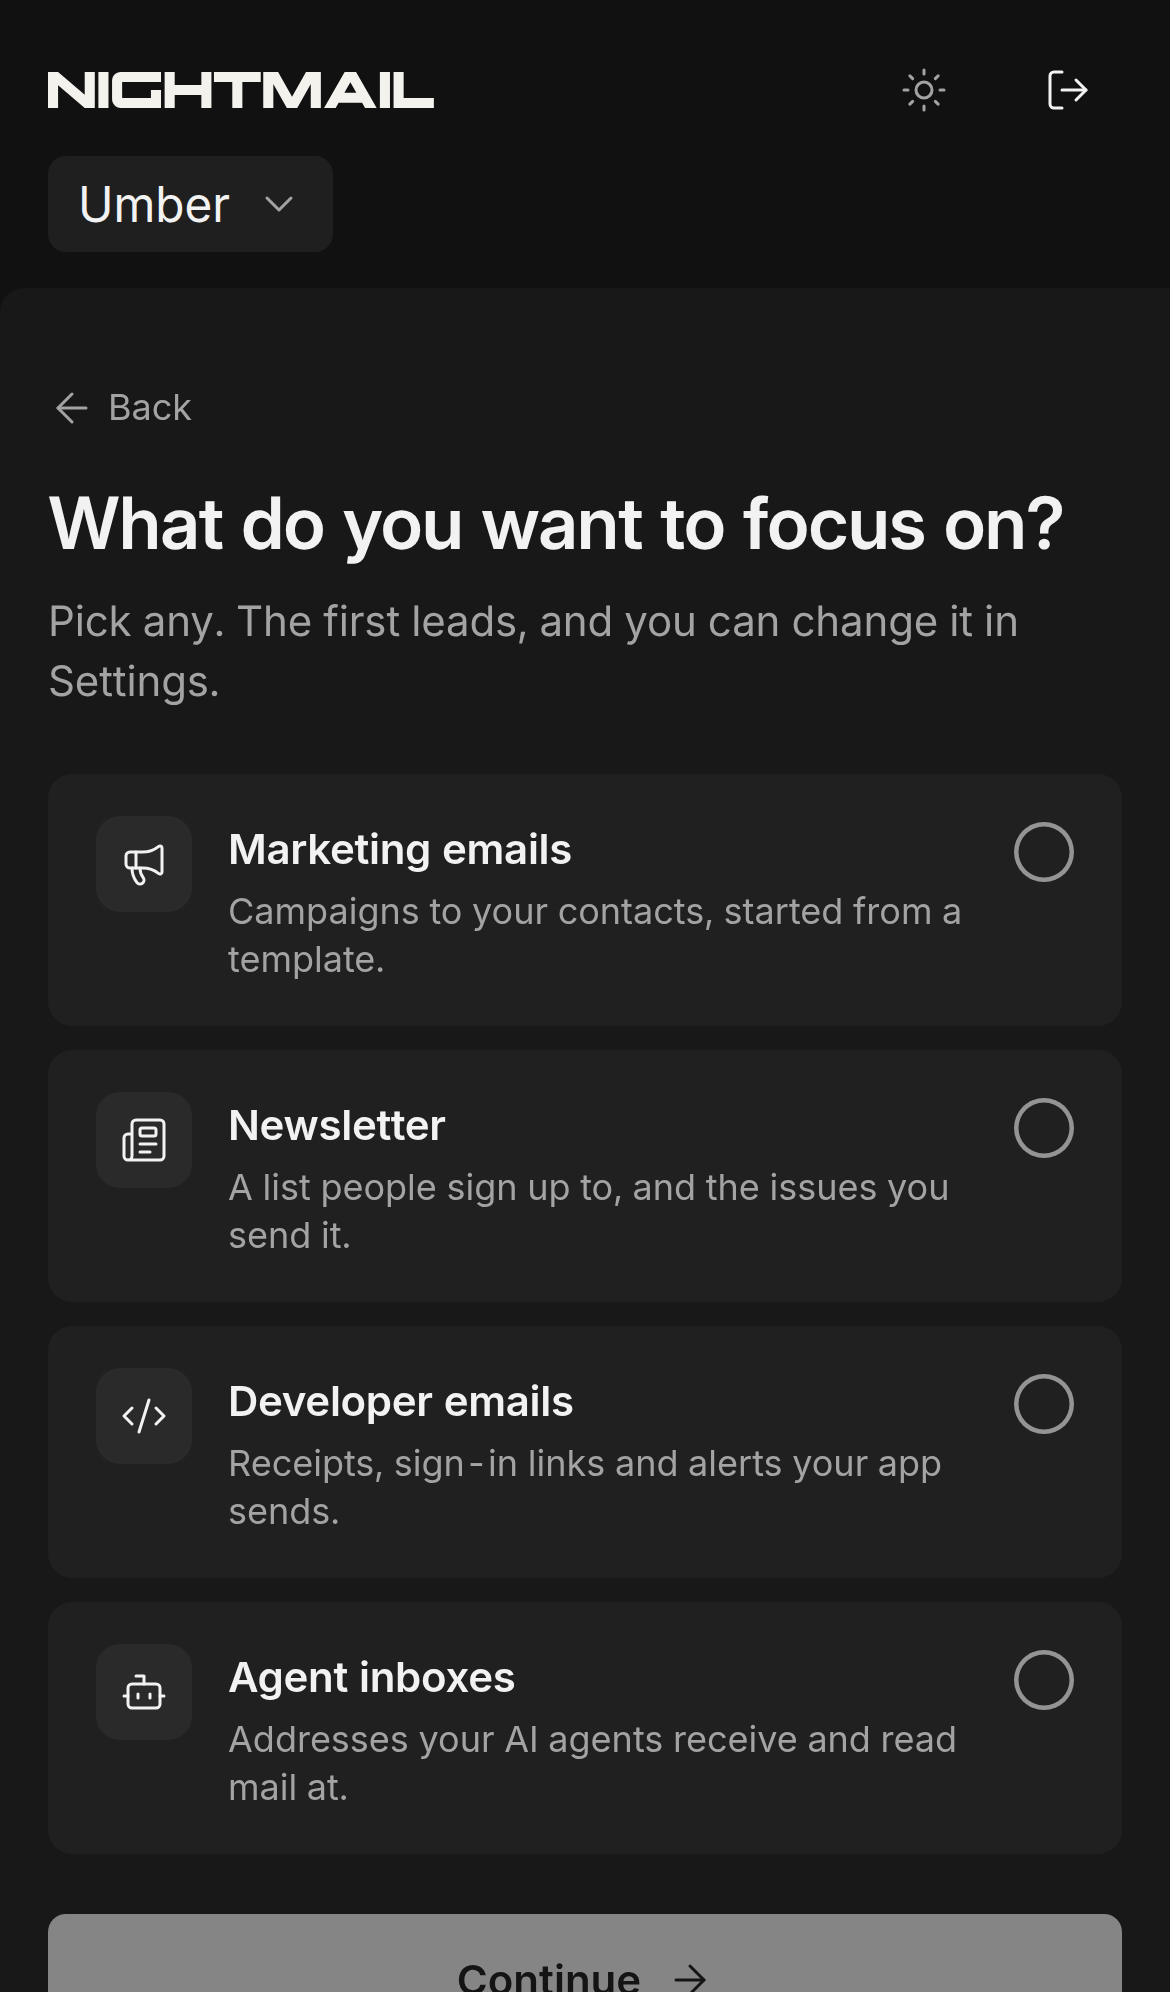 NIGHTMAIL
Umber
Back
What do you want to focus on?
Pick any. The first leads, and you can change it in
Settings.
Marketing emails
Campaigns to your contacts, started from a
template.
Newsletter
A list people sign up to, and the issues you
send it.
Developer emails
Receipts, sign-in links and alerts your app
sends.
Agent inboxes
Addresses your AI agents receive and read
mail at.
Continue